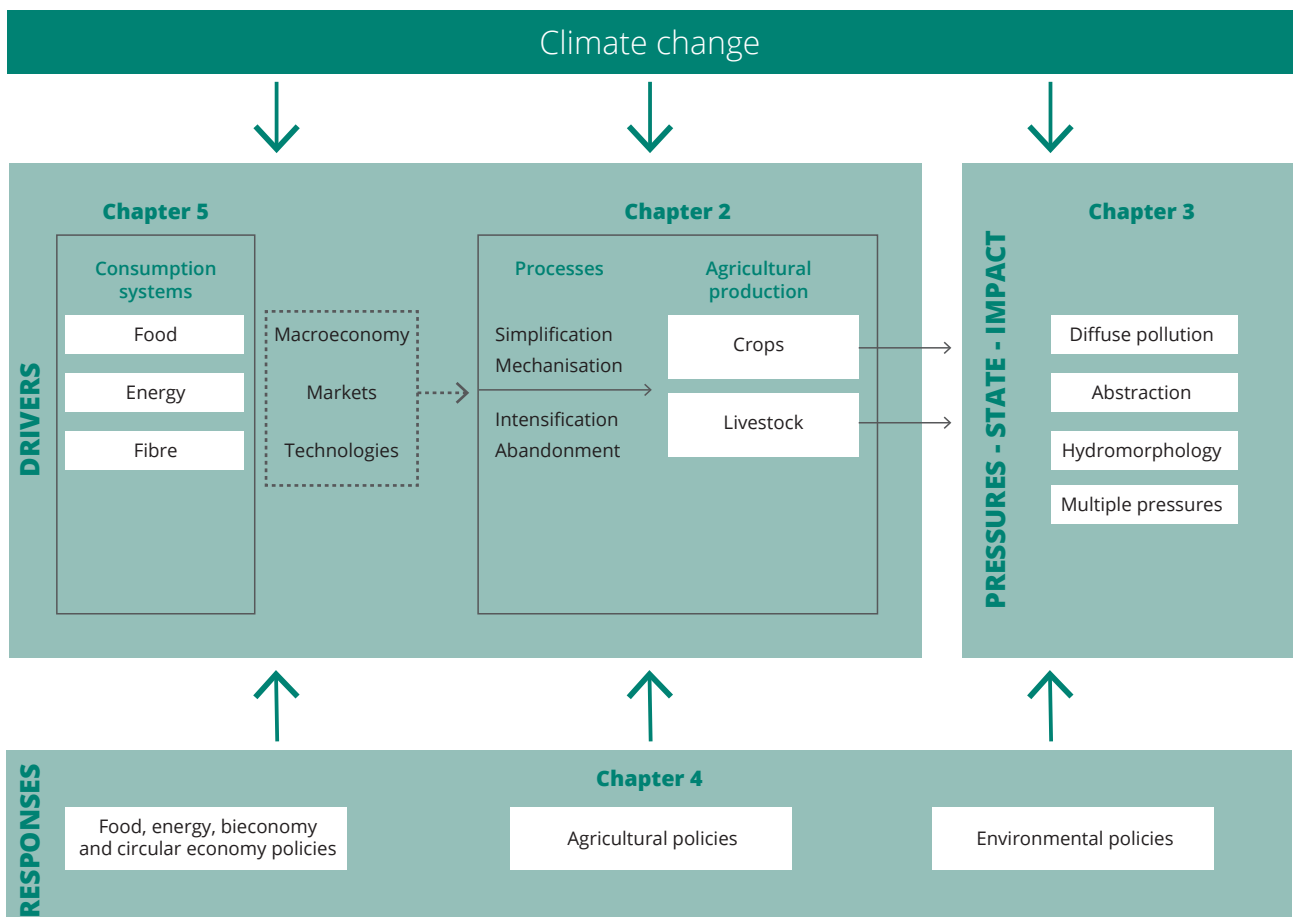 Climate change
DRIVERS
Chapter 5
Consumption
systems
Food
Energy
Fibre
Macroeconomy
Markets
Technologies
Chapter 2
Processes
Simplification
Mechanisation
Intensification
Abandonment
Agricultural
production
Crops
Livestock
PRESSURES - STATE - IMPACT
Chapter 3
Diffuse pollution
Abstraction
Hydromorphology
Multiple pressures
RESPONSES
Chapter 4
Food, energy, bieconomy
and circular economy policies
Agricultural policies
Environmental policies